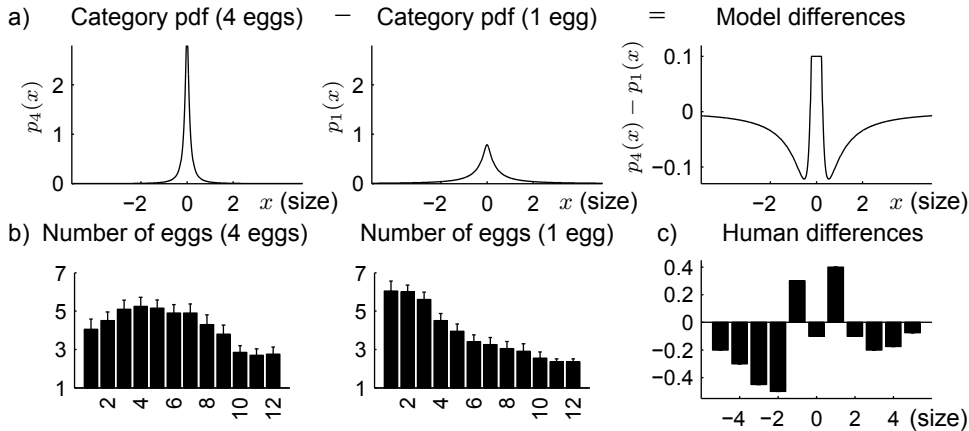 a) Category pdf (4 eggs) − Category pdf (1 egg) = Model differences
p₄(x)
2
1
0
−2 0 2 x (size)
p₁(x)
2
1
0
−2 0 2 x (size)
p₄(x) − p₁(x)
0.1
0
−0.1
−2 0 2 x (size)
b) Number of eggs (4 eggs)
7
5
3
1
2 4 6 8 10 12
Number of eggs (1 egg)
7
5
3
1
2 4 6 8 10 12
c) Human differences
0.4
0.2
0
−0.2
−0.4
−4 −2 0 2 4 (size)